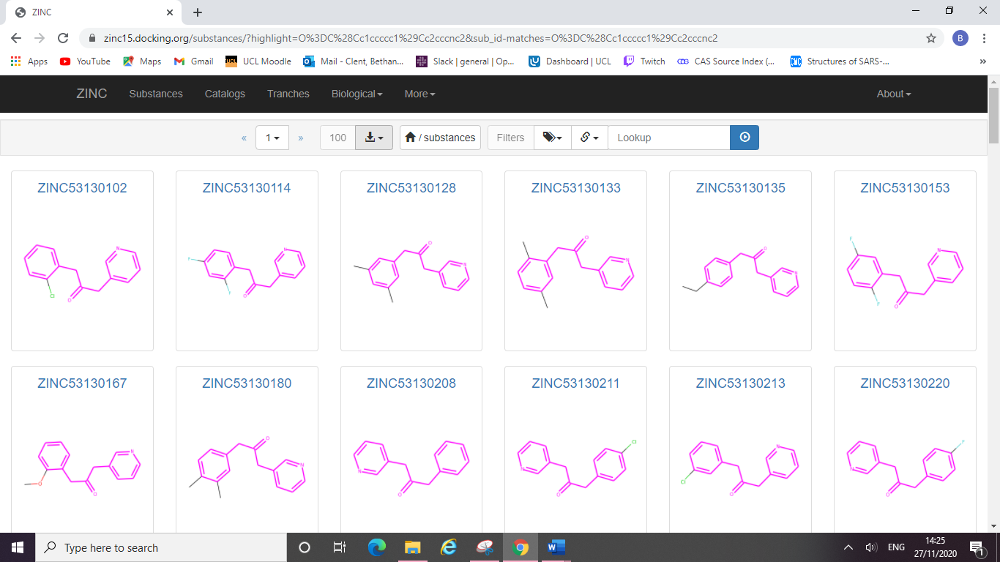 ZINC
zinc15.docking.org/substances/?highlight=O%3DC%28Cc1ccccc1%29Cc2cccnc2&sub_id-matches=O%3DC%28Cc1ccccc1%29Cc2cccnc2
B
Apps YouTube Maps Gmail UCL Moodle Mail - Clent, Bethan... Slack | general | Op... Dashboard | UCL Twitch CAS Source Index (... Structures of SARS-... »
ZINC Substances Catalogs Tranches Biological More About
« 1 » 100 / substances Filters Lookup
ZINC53130102 ZINC53130114 ZINC53130128 ZINC53130133 ZINC53130135 ZINC53130153
N Cl O
F F N O
O N
O N
O N
F F N O
ZINC53130167 ZINC53130180 ZINC53130208 ZINC53130211 ZINC53130213 ZINC53130220
O N O
O N
N O
N O Cl
Cl N O
N O F
Type here to search
ENG
14:25
27/11/2020
1